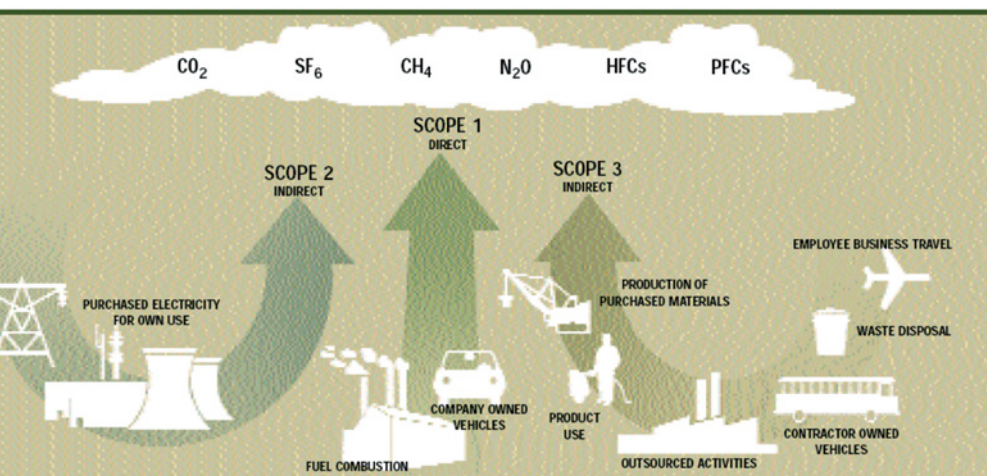 CO2 SF6 CH4 N2O HFCs PFCs
SCOPE 1
DIRECT
SCOPE 2
INDIRECT
SCOPE 3
INDIRECT
EMPLOYEE BUSINESS TRAVEL
PURCHASED ELECTRICITY
FOR OWN USE
PRODUCTION OF
PURCHASED MATERIALS
WASTE DISPOSAL
COMPANY OWNED
VEHICLES
PRODUCT
USE
CONTRACTOR OWNED
VEHICLES
FUEL COMBUSTION
OUTSOURCED ACTIVITIES